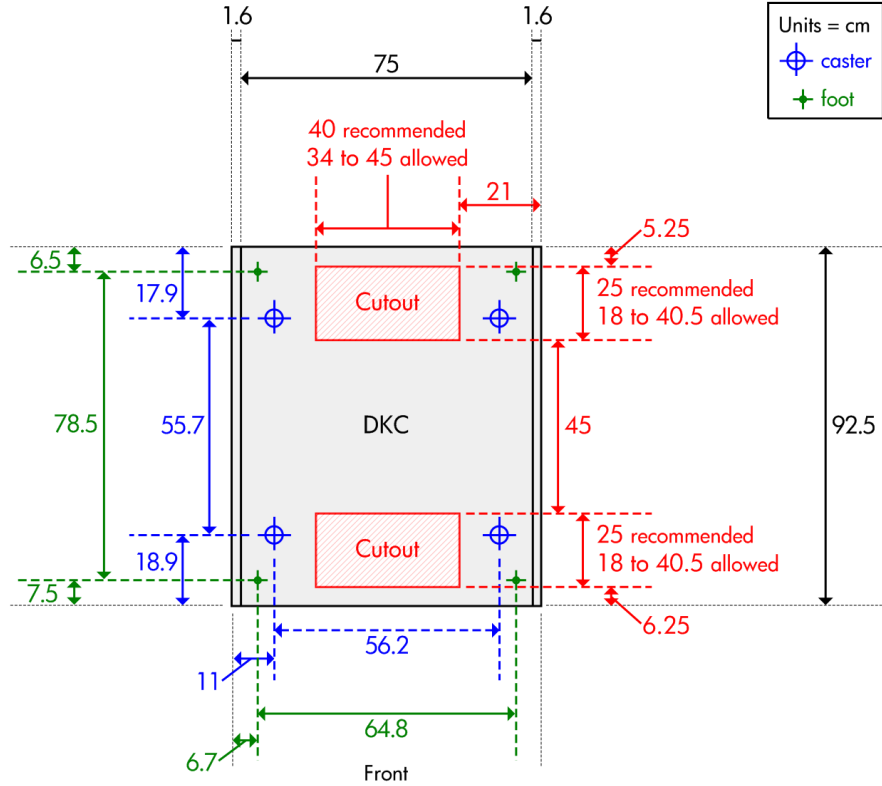 1.6
1.6
Units = cm
caster
foot
75
40 recommended
34 to 45 allowed
21
5.25
6.5
17.9
25 recommended
18 to 40.5 allowed
Cutout
78.5
55.7
DKC
45
92.5
25 recommended
18 to 40.5 allowed
Cutout
18.9
7.5
6.25
56.2
11
64.8
6.7
Front